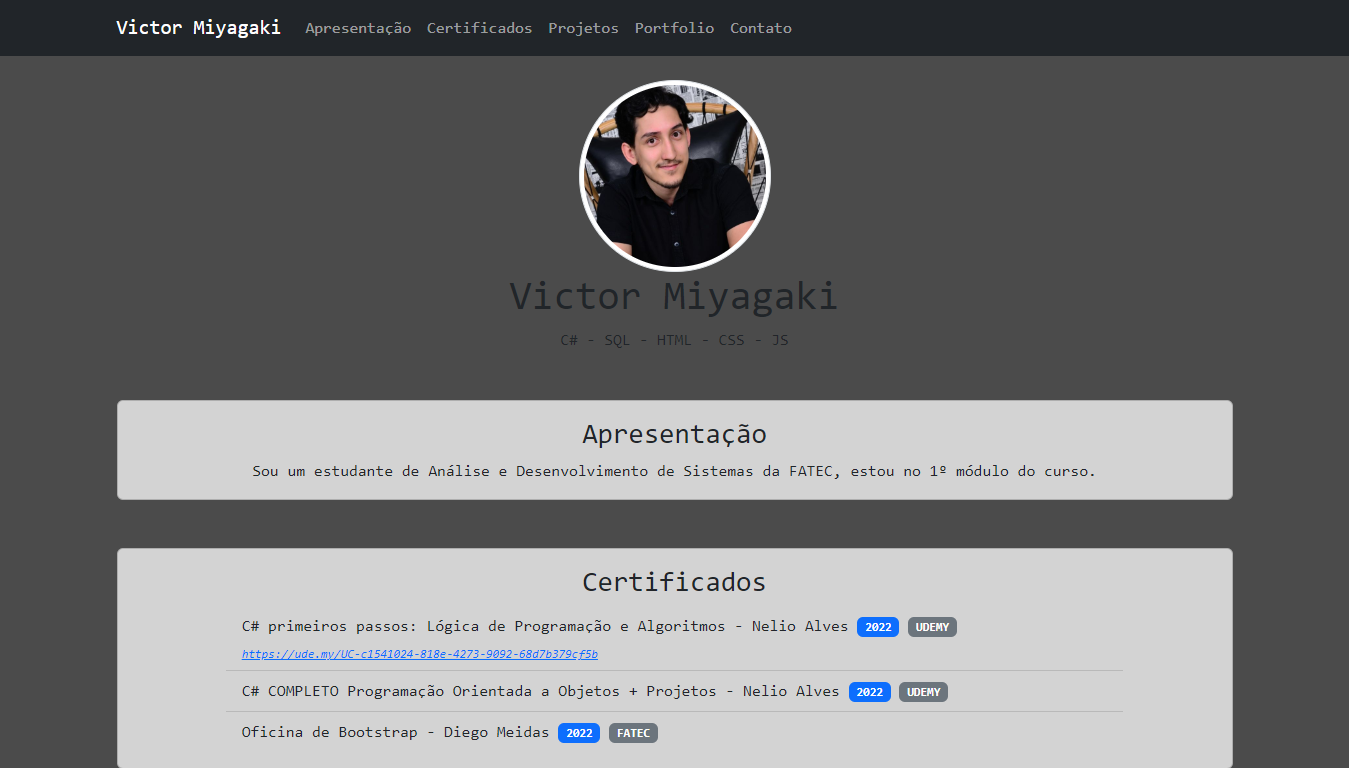 Victor Miyagaki Apresentação Certificados Projetos Portfolio Contato
Victor Miyagaki
C# - SQL - HTML - CSS - JS
Apresentação
Sou um estudante de Análise e Desenvolvimento de Sistemas da FATEC, estou no 1º módulo do curso.
Certificados
C# primeiros passos: Lógica de Programação e Algoritmos - Nelio Alves 2022 UDEMY
https://ude.my/UC-c1541024-818e-4273-9092-68d7b379cf5b
C# COMPLETO Programação Orientada a Objetos + Projetos - Nelio Alves 2022 UDEMY
Oficina de Bootstrap - Diego Meidas 2022 FATEC